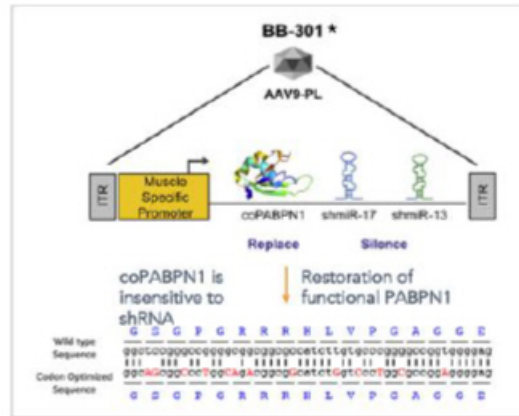 BB-301 *
AAV9-PL
ITR
Muscle
Specific
Promoter
ITR
coPABPN1 shmiR-17 shmiR-13
Replace Silence
coPABPN1 is
insensitive to
shRNA
Restoration of
functional PABPN1
G S G P G R R R H L V P G A G G E
Wild type
Sequence
Codon Optimized
Sequence
G S G P G R R R H L V P G A G G E